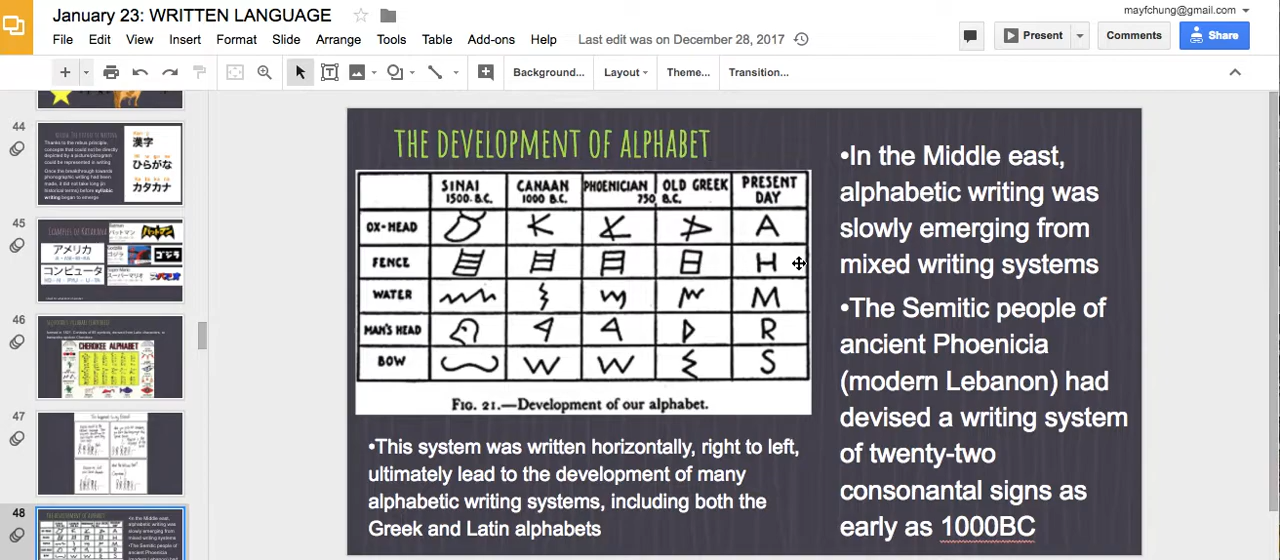 January 23: WRITTEN LANGUAGE
mayfchung@gmail.com
File Edit View Insert Format Slide Arrange Tools Table Add-ons Help Last edit was on December 28, 2017
Present Comments Share
Background... Layout Theme... Transition...
44
漢字
ひらがな
カタカナ
Thanks to the rebus principle,
45
アメリカ
コンピュータ
46
CHEROKEE ALPHABET
47
48
THE DEVELOPMENT OF ALPHABET
SINAI CANAAN PHOENICIAN OLD GREEK PRESENT
1500-B.C. 1000 B.C. 750 B.C. DAY
OX-HEAD A
FENCE H
WATER M
MAN'S HEAD R
BOW S
FIG. 21.—Development of our alphabet.
•This system was written horizontally, right to left,
ultimately lead to the development of many
alphabetic writing systems, including both the
Greek and Latin alphabets
•In the Middle east,
alphabetic writing was
slowly emerging from
mixed writing systems
•The Semitic people of
ancient Phoenicia
(modern Lebanon) had
devised a writing system
of twenty-two
consonantal signs as
early as 1000BC